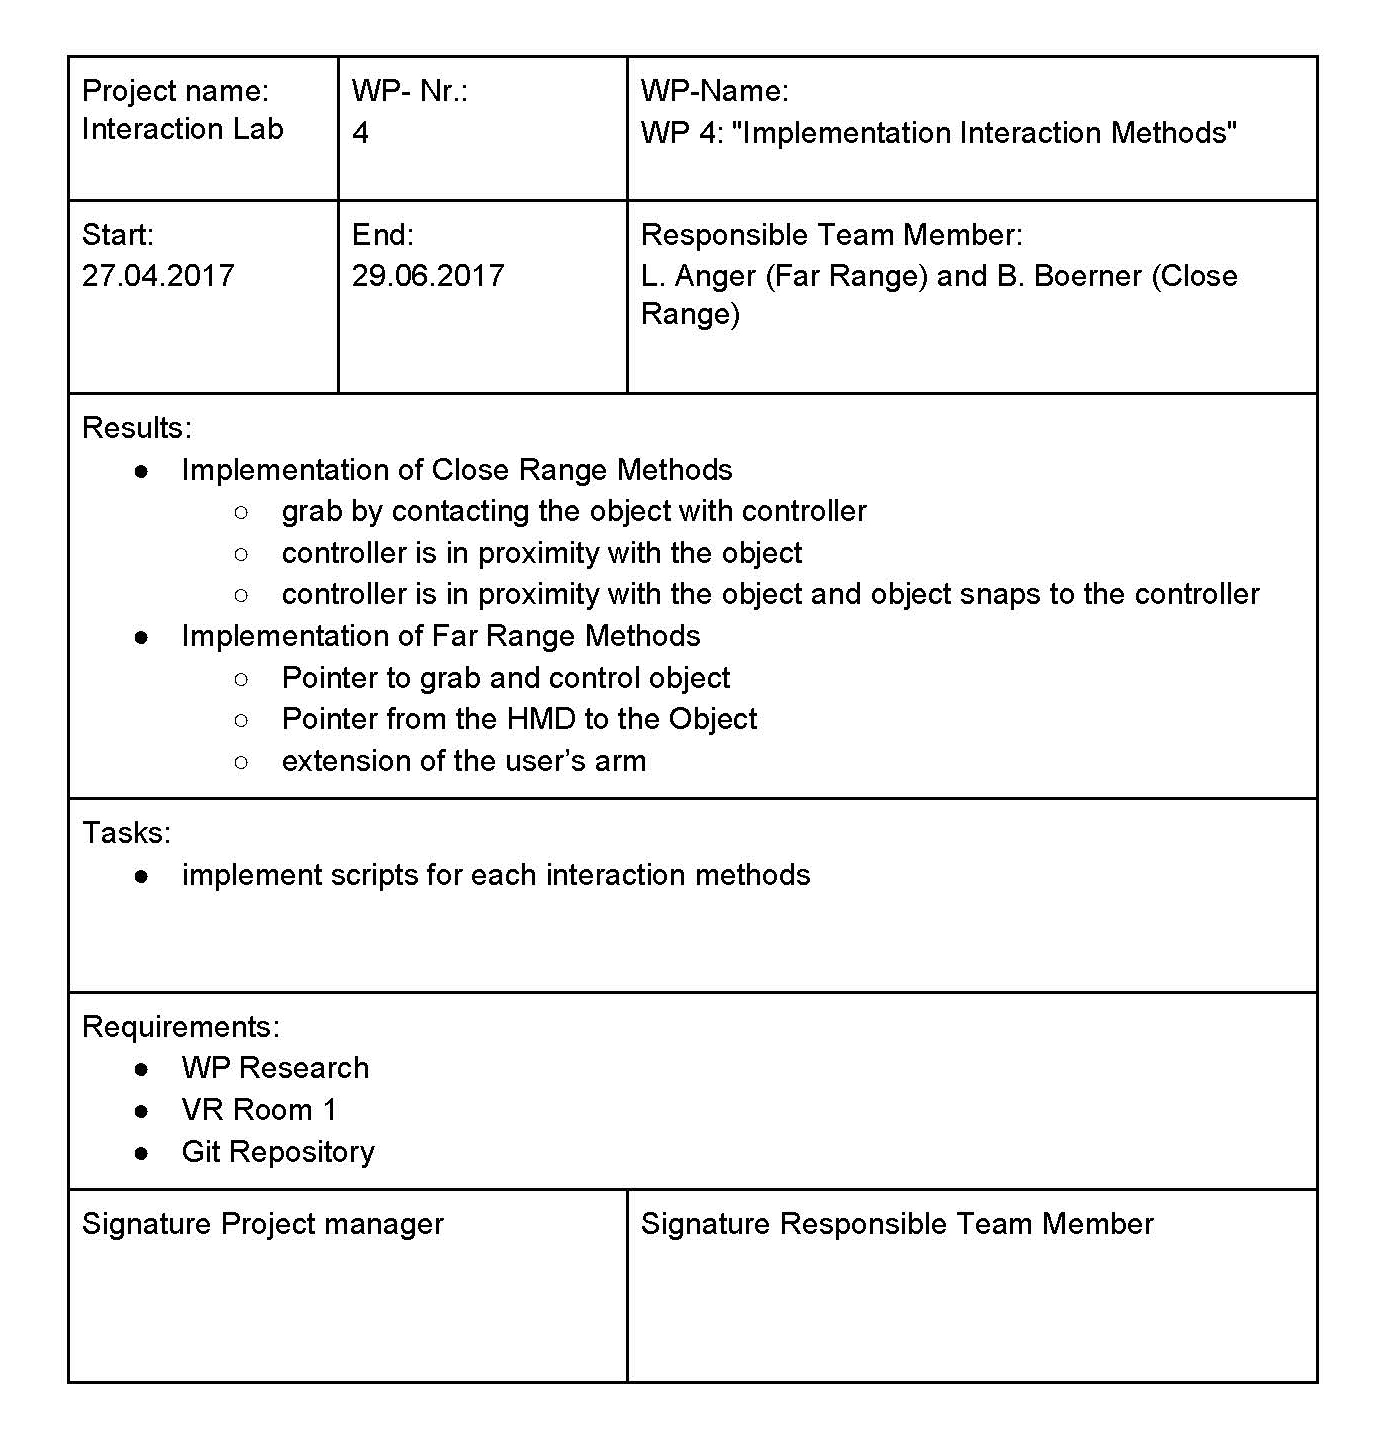 Project name:
Interaction Lab
WP- Nr.:
4
WP-Name:
WP 4: "Implementation Interaction Methods"
Start:
27.04.2017
End:
29.06.2017
Responsible Team Member:
L. Anger (Far Range) and B. Boerner (Close
Range)
Results:
● Implementation of Close Range Methods
○ grab by contacting the object with controller
○ controller is in proximity with the object
○ controller is in proximity with the object and object snaps to the controller
● Implementation of Far Range Methods
○ Pointer to grab and control object
○ Pointer from the HMD to the Object
○ extension of the user’s arm
Tasks:
● implement scripts for each interaction methods
Requirements:
● WP Research
● VR Room 1
● Git Repository
Signature Project manager
Signature Responsible Team Member